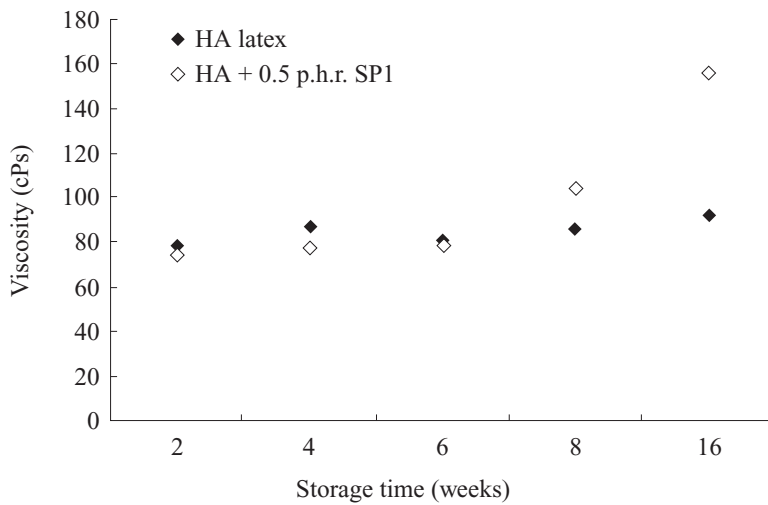 180
160
140
120
100
80
60
40
20
0
Viscosity (cPs)
HA latex
HA + 0.5 p.h.r. SP1
2 4 6 8 16
Storage time (weeks)